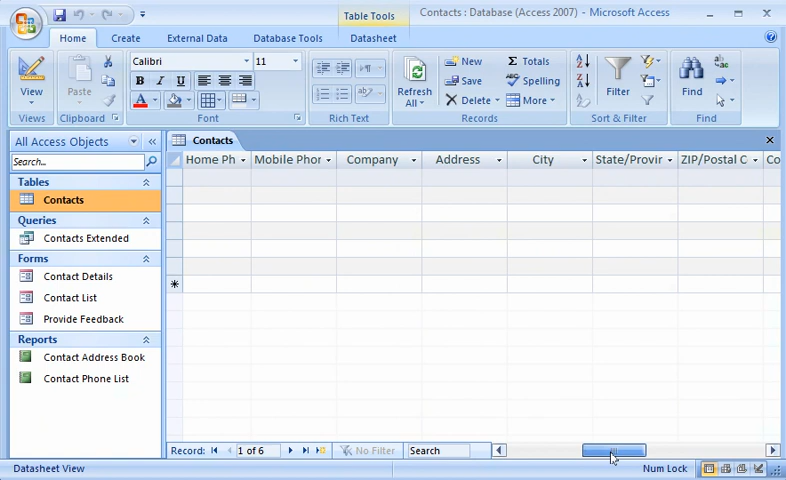 Table Tools
Contacts : Database (Access 2007) - Microsoft Access
Home
Create
External Data
Database Tools
Datasheet
View
Views
Paste
Clipboard
Calibri
11
B I U
A
Font
Rich Text
Refresh
All
New
Save
Delete
Totals
Spelling
More
Records
Filter
Sort & Filter
Find
Find
All Access Objects
Search...
Tables
Contacts
Queries
Contacts Extended
Forms
Contact Details
Contact List
Provide Feedback
Reports
Contact Address Book
Contact Phone List
Contacts
Home Ph
Mobile Phor
Company
Address
City
State/Provir
ZIP/Postal C
Co
Record:
1 of 6
No Filter
Search
Datasheet View
Num Lock